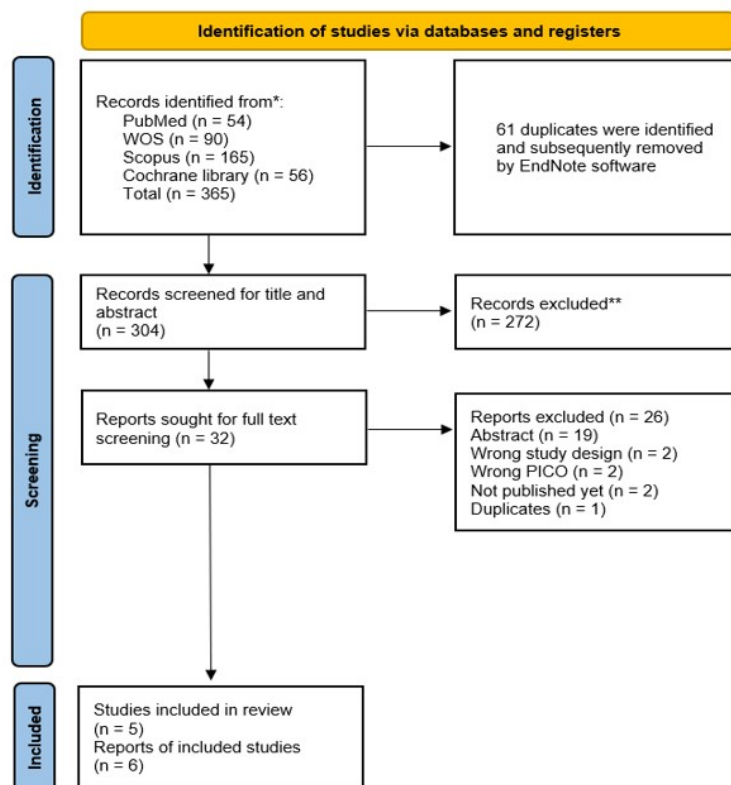 Identification of studies via databases and registers
Identification
Records identified from*:
PubMed (n = 54)
WOS (n = 90)
Scopus (n = 165)
Cochrane library (n = 56)
Total (n = 365)
61 duplicates were identified
and subsequently removed
by EndNote software
Screening
Records screened for title and
abstract
(n = 304)
Records excluded**
(n = 272)
Reports sought for full text
screening (n = 32)
Reports excluded (n = 26)
Abstract (n = 19)
Wrong study design (n = 2)
Wrong PICO (n = 2)
Not published yet (n = 2)
Duplicates (n = 1)
Included
Studies included in review
(n = 5)
Reports of included studies
(n = 6)